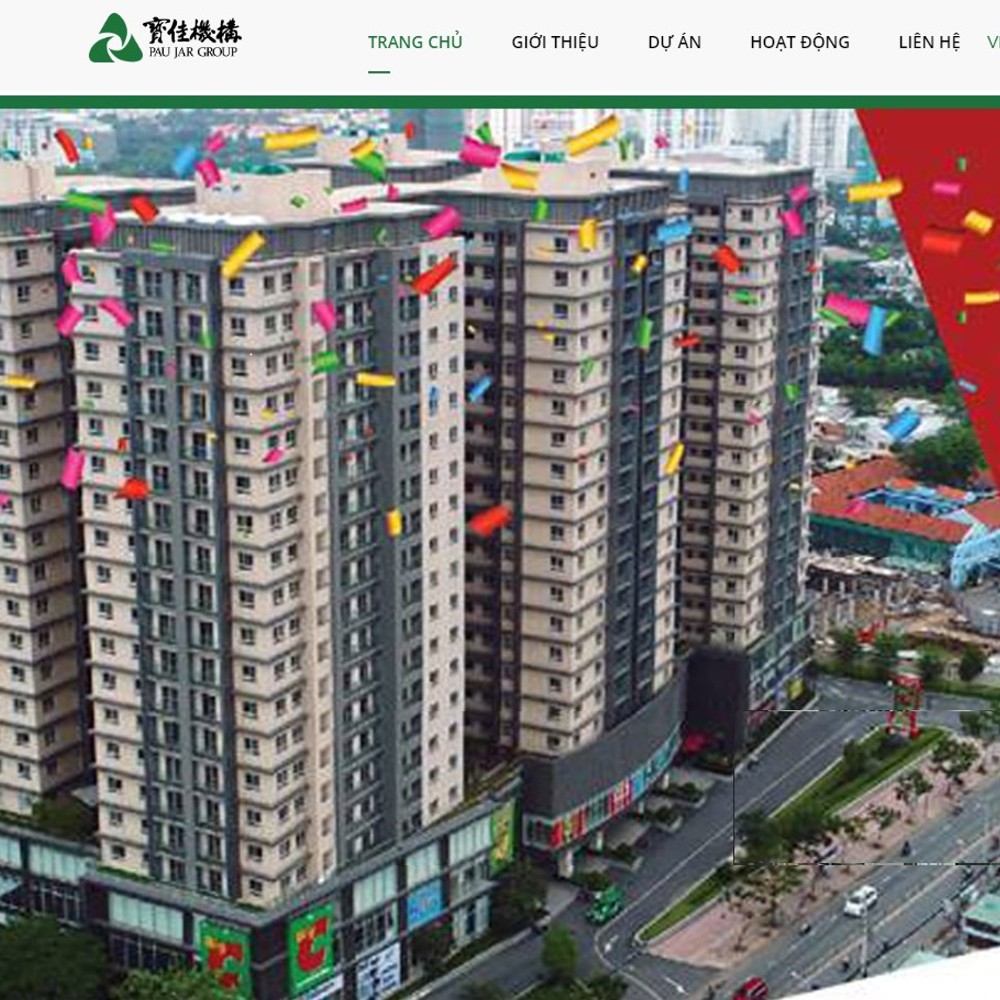 寶佳機構
PAU JAR GROUP
TRANG CHỦ
GIỚI THIỆU
DỰ ÁN
HOẠT ĐỘNG
LIÊN HỆ